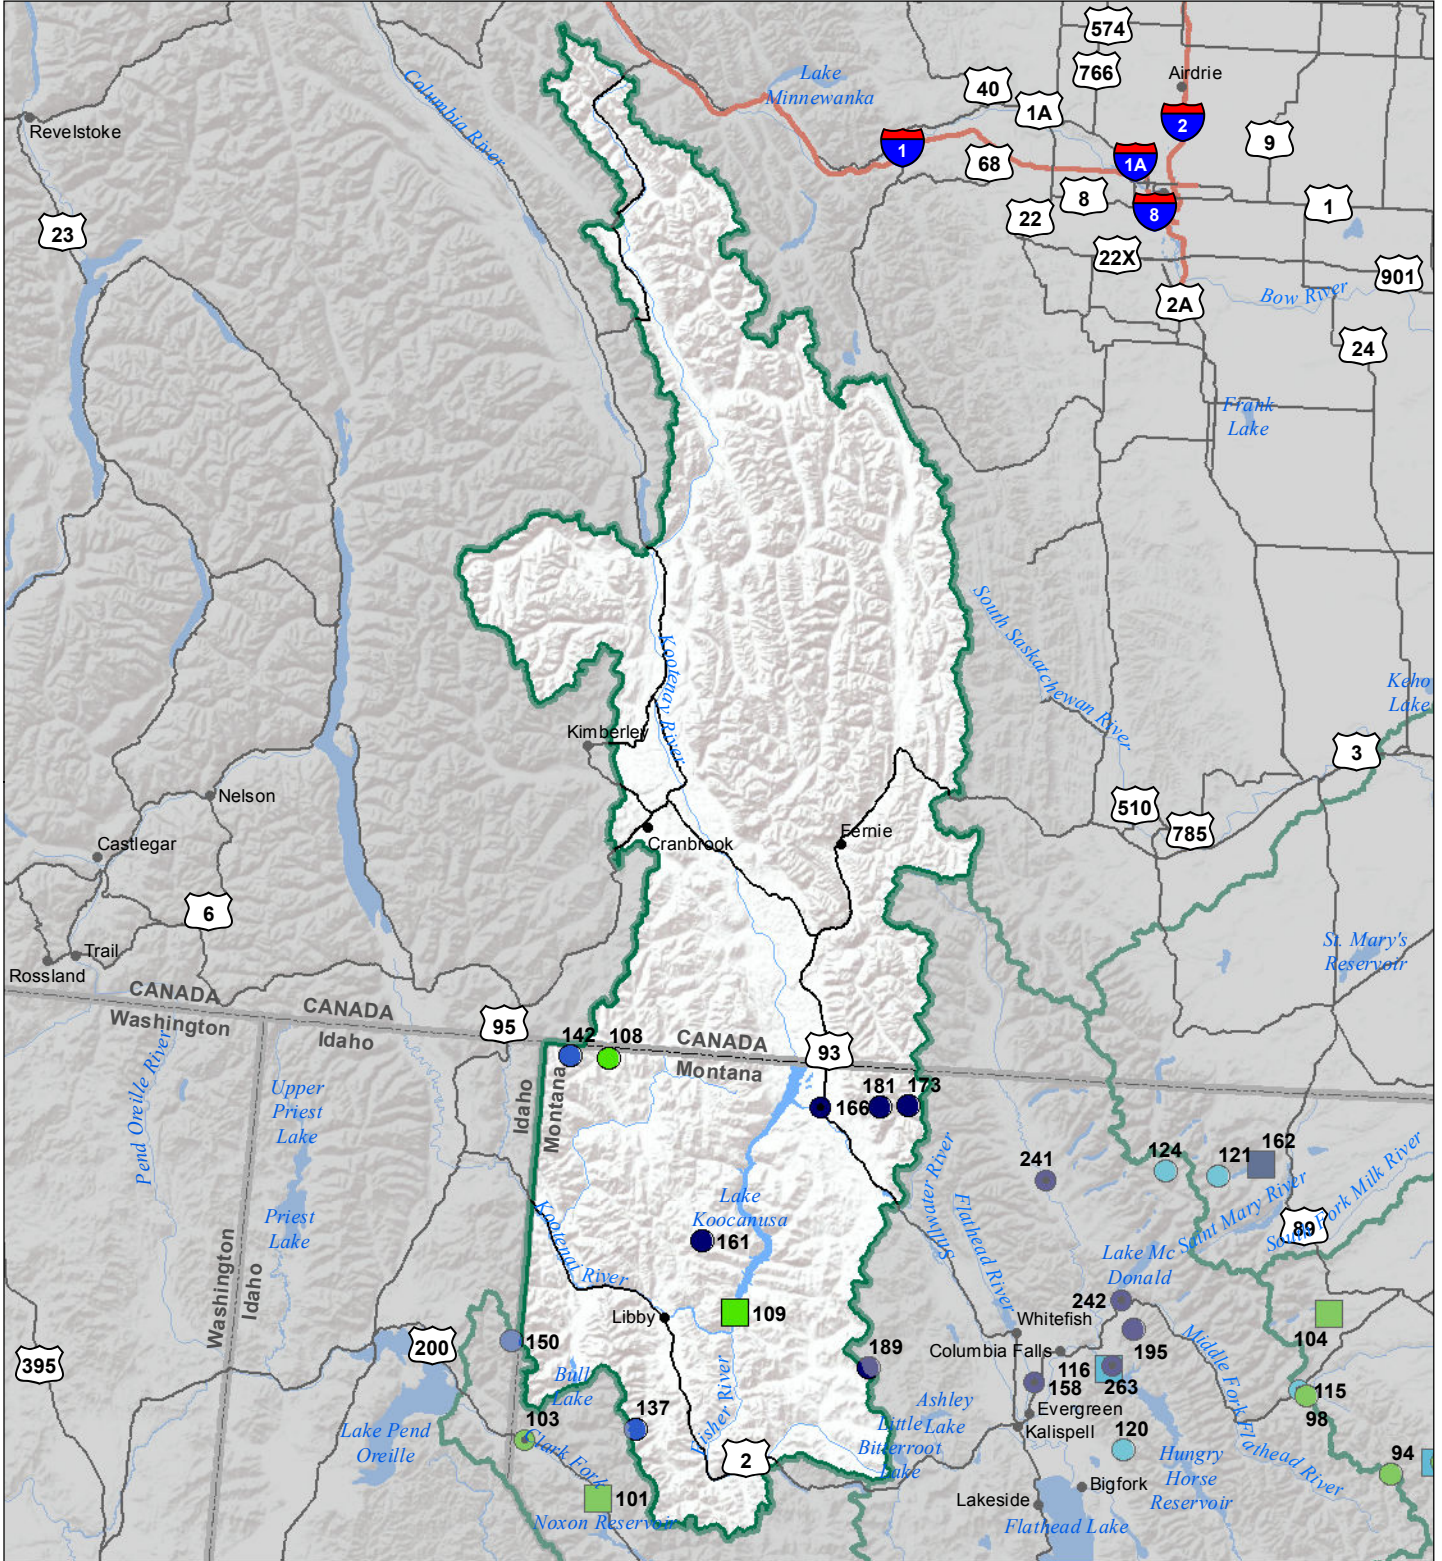 574
766
Airdrie
Lake
Minnewanka
40
1A
2
9
Columbia River
Revelstoke
1
68
1A
8
8
1
22
23
22X
901
2A
Bow River
24
Frank
Lake
South Saskatchewan River
Kootenay River
Keho
Lake
Kimberley
3
Nelson
510
785
Castlegar
Cranbrook
Fernie
6
Trail
Rossland
St. Mary's
Reservoir
CANADA
CANADA
Washington
Idaho
95
142
108
CANADA
Montana
93
Pend Oreille River
Upper
Priest
Lake
Idaho
Montana
166
181
173
Priest
Lake
Washington
Idaho
Kootenai River
Lake
Koocanusa
161
Stillwater River
Flathead River
241
124
121
162
Saint Mary River
South Fork Milk River
89
Lake Mc
Donald
242
Libby
109
Whitefish
Columbia Falls
195
104
395
200
150
Bull
Lake
189
116
263
158
Middle Fork Flathead River
115
98
137
Fisher River
Ashley
Lake
Little
Bitterroot
Lake
Evergreen
Kalispell
120
103
Clark Fork
Lake Pend
Oreille
2
94
Hungry
Horse
Reservoir
Bigfork
101
Noxon Reservoir
Lakeside
Flathead Lake